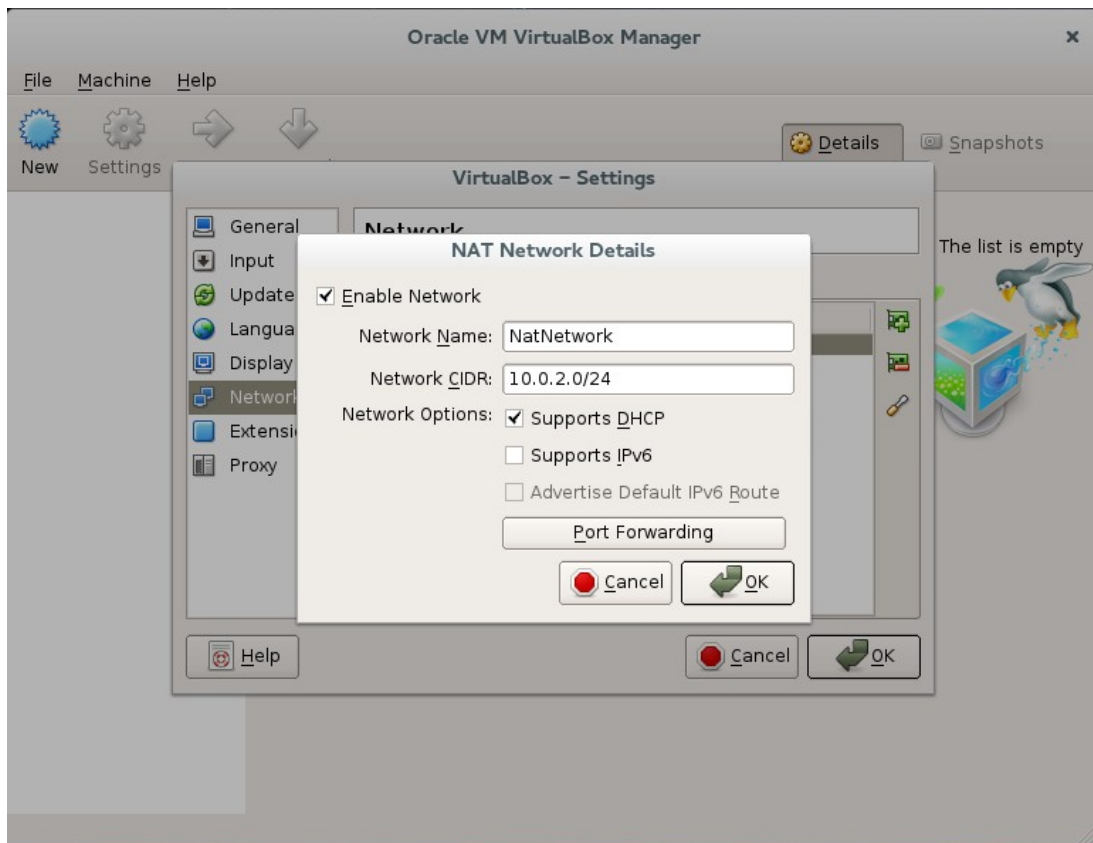 Oracle VM VirtualBox Manager
File Machine Help
New Settings
Details Snapshots
VirtualBox – Settings
General
Input
Update
Langua
Display
Network
Extensi
Proxy
Network
The list is empty
NAT Network Details
Enable Network
Network Name: NatNetwork
Network CIDR: 10.0.2.0/24
Network Options: Supports DHCP
Supports IPv6
Advertise Default IPv6 Route
Port Forwarding
Cancel OK
Help Cancel OK